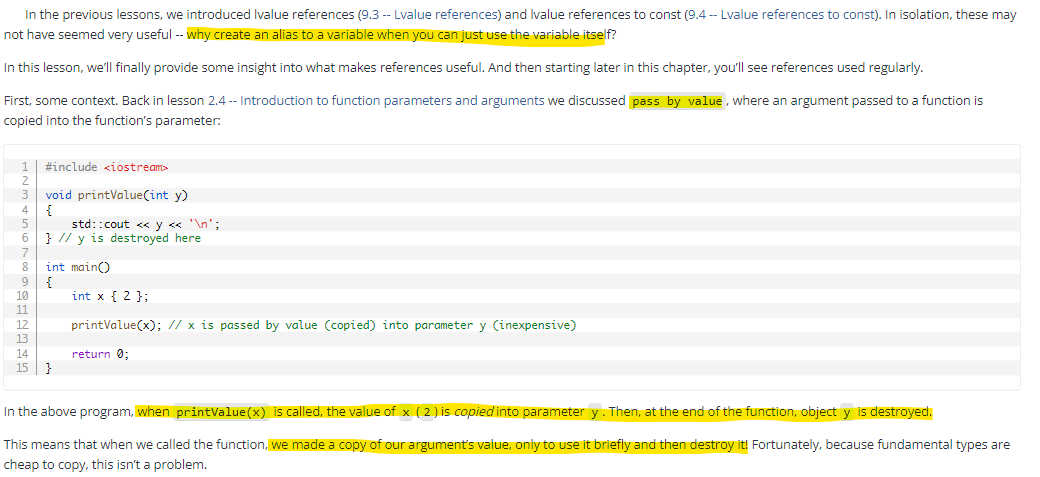 In the previous lessons, we introduced lvalue references (9.3 -- Lvalue references) and lvalue references to const (9.4 -- Lvalue references to const). In isolation, these may
not have seemed very useful -- why create an alias to a variable when you can just use the variable itself?
In this lesson, we'll finally provide some insight into what makes references useful. And then starting later in this chapter, you'll see references used regularly.
First, some context. Back in lesson 2.4 -- Introduction to function parameters and arguments we discussed pass by value, where an argument passed to a function is
copied into the function's parameter:
1 #include <iostream>
2
3 void printValue(int y)
4 {
5     std::cout << y << '\n';
6 } // y is destroyed here
7
8 int main()
9 {
10     int x { 2 };
11
12     printValue(x); // x is passed by value (copied) into parameter y (inexpensive)
13
14     return 0;
15 }
In the above program, when printValue(x) is called, the value of x (2) is copied into parameter y. Then, at the end of the function, object y is destroyed.
This means that when we called the function, we made a copy of our argument's value, only to use it briefly and then destroy it! Fortunately, because fundamental types are
cheap to copy, this isn't a problem.